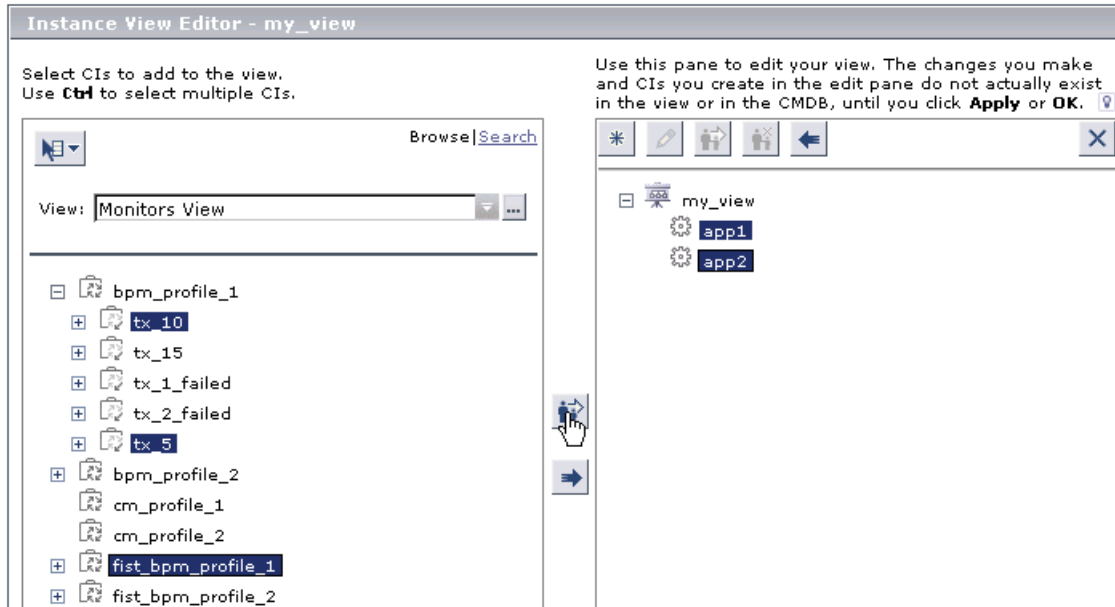 Instance View Editor - my_view
Select CIs to add to the view.
Use Ctrl to select multiple CIs.
Browse|Search
View: Monitors View ...
bpm_profile_1
tx_10
tx_15
tx_1_failed
tx_2_failed
tx_5
bpm_profile_2
cm_profile_1
cm_profile_2
fist_bpm_profile_1
fist_bpm_profile_2
Use this pane to edit your view. The changes you make
and CIs you create in the edit pane do not actually exist
in the view or in the CMDB, until you click Apply or OK.
my_view
app1
app2